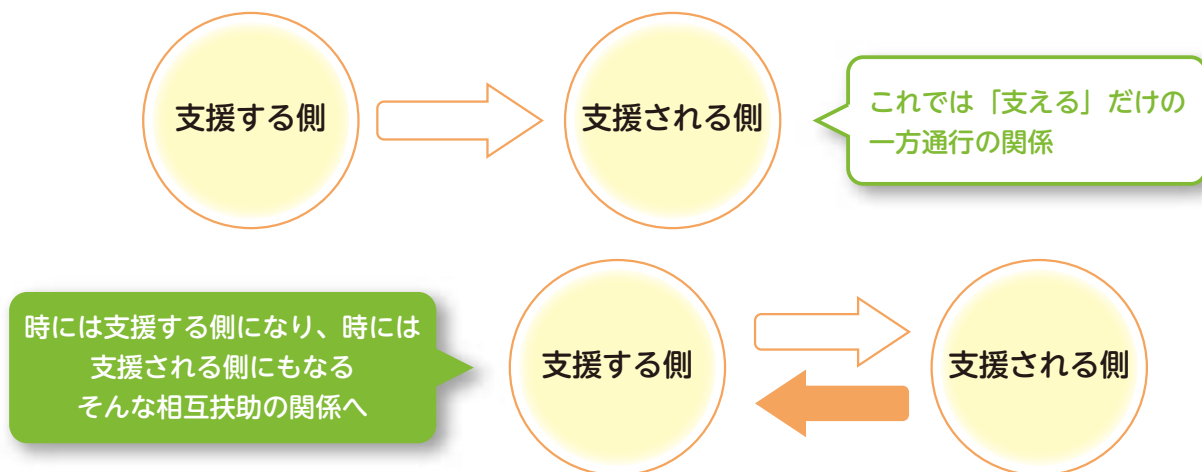 支援する側
支援される側
これでは「支える」だけの
一方通行の関係
時には支援する側になり、時には
支援される側にもなる
そんな相互扶助の関係へ
支援する側
支援される側